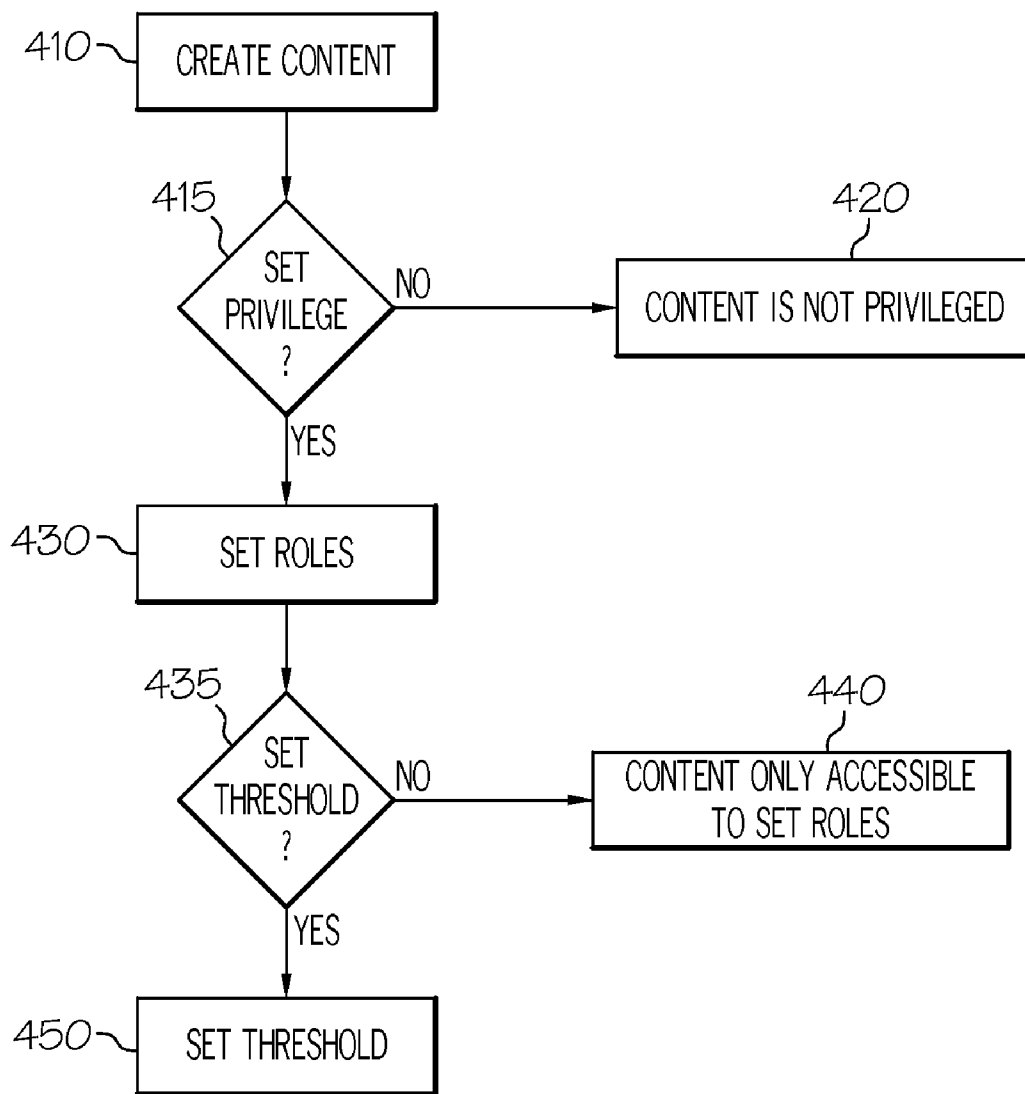 410
CREATE CONTENT
415
SET
PRIVILEGE
?
NO
420
CONTENT IS NOT PRIVILEGED
YES
430
SET ROLES
435
SET
THRESHOLD
?
NO
440
CONTENT ONLY ACCESSIBLE
TO SET ROLES
YES
450
SET THRESHOLD